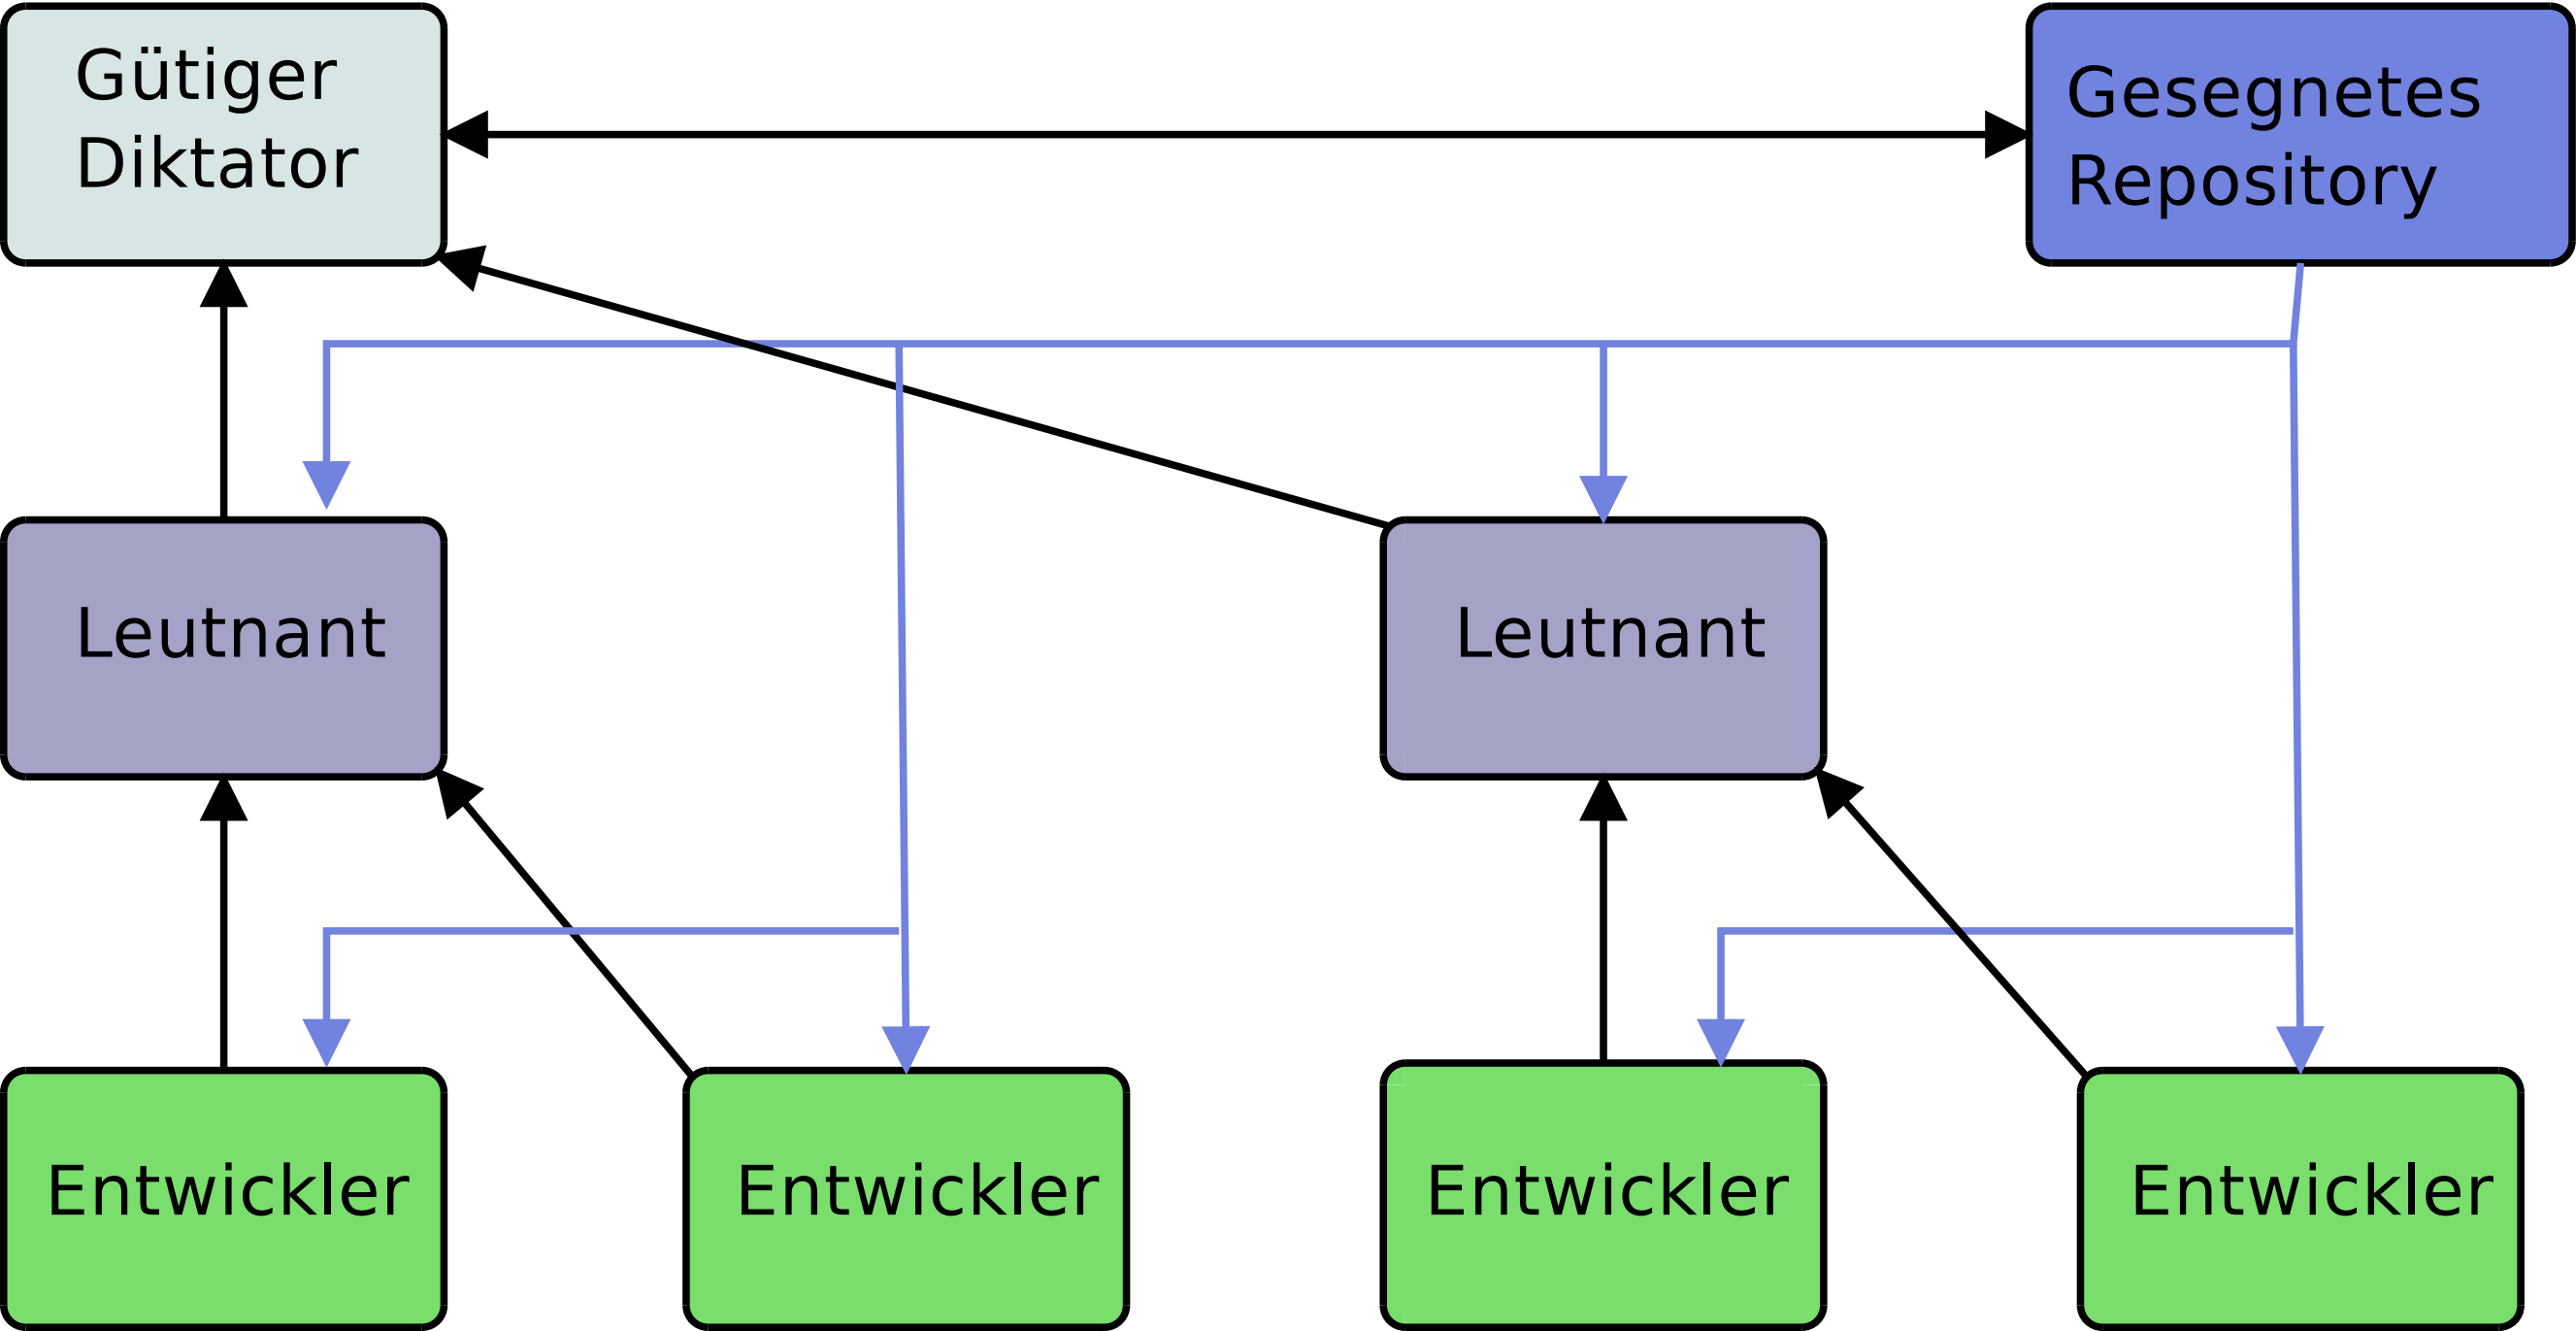 Gütiger
Diktator
Gesegnetes
Repository
Leutnant
Leutnant
Entwickler
Entwickler
Entwickler
Entwickler